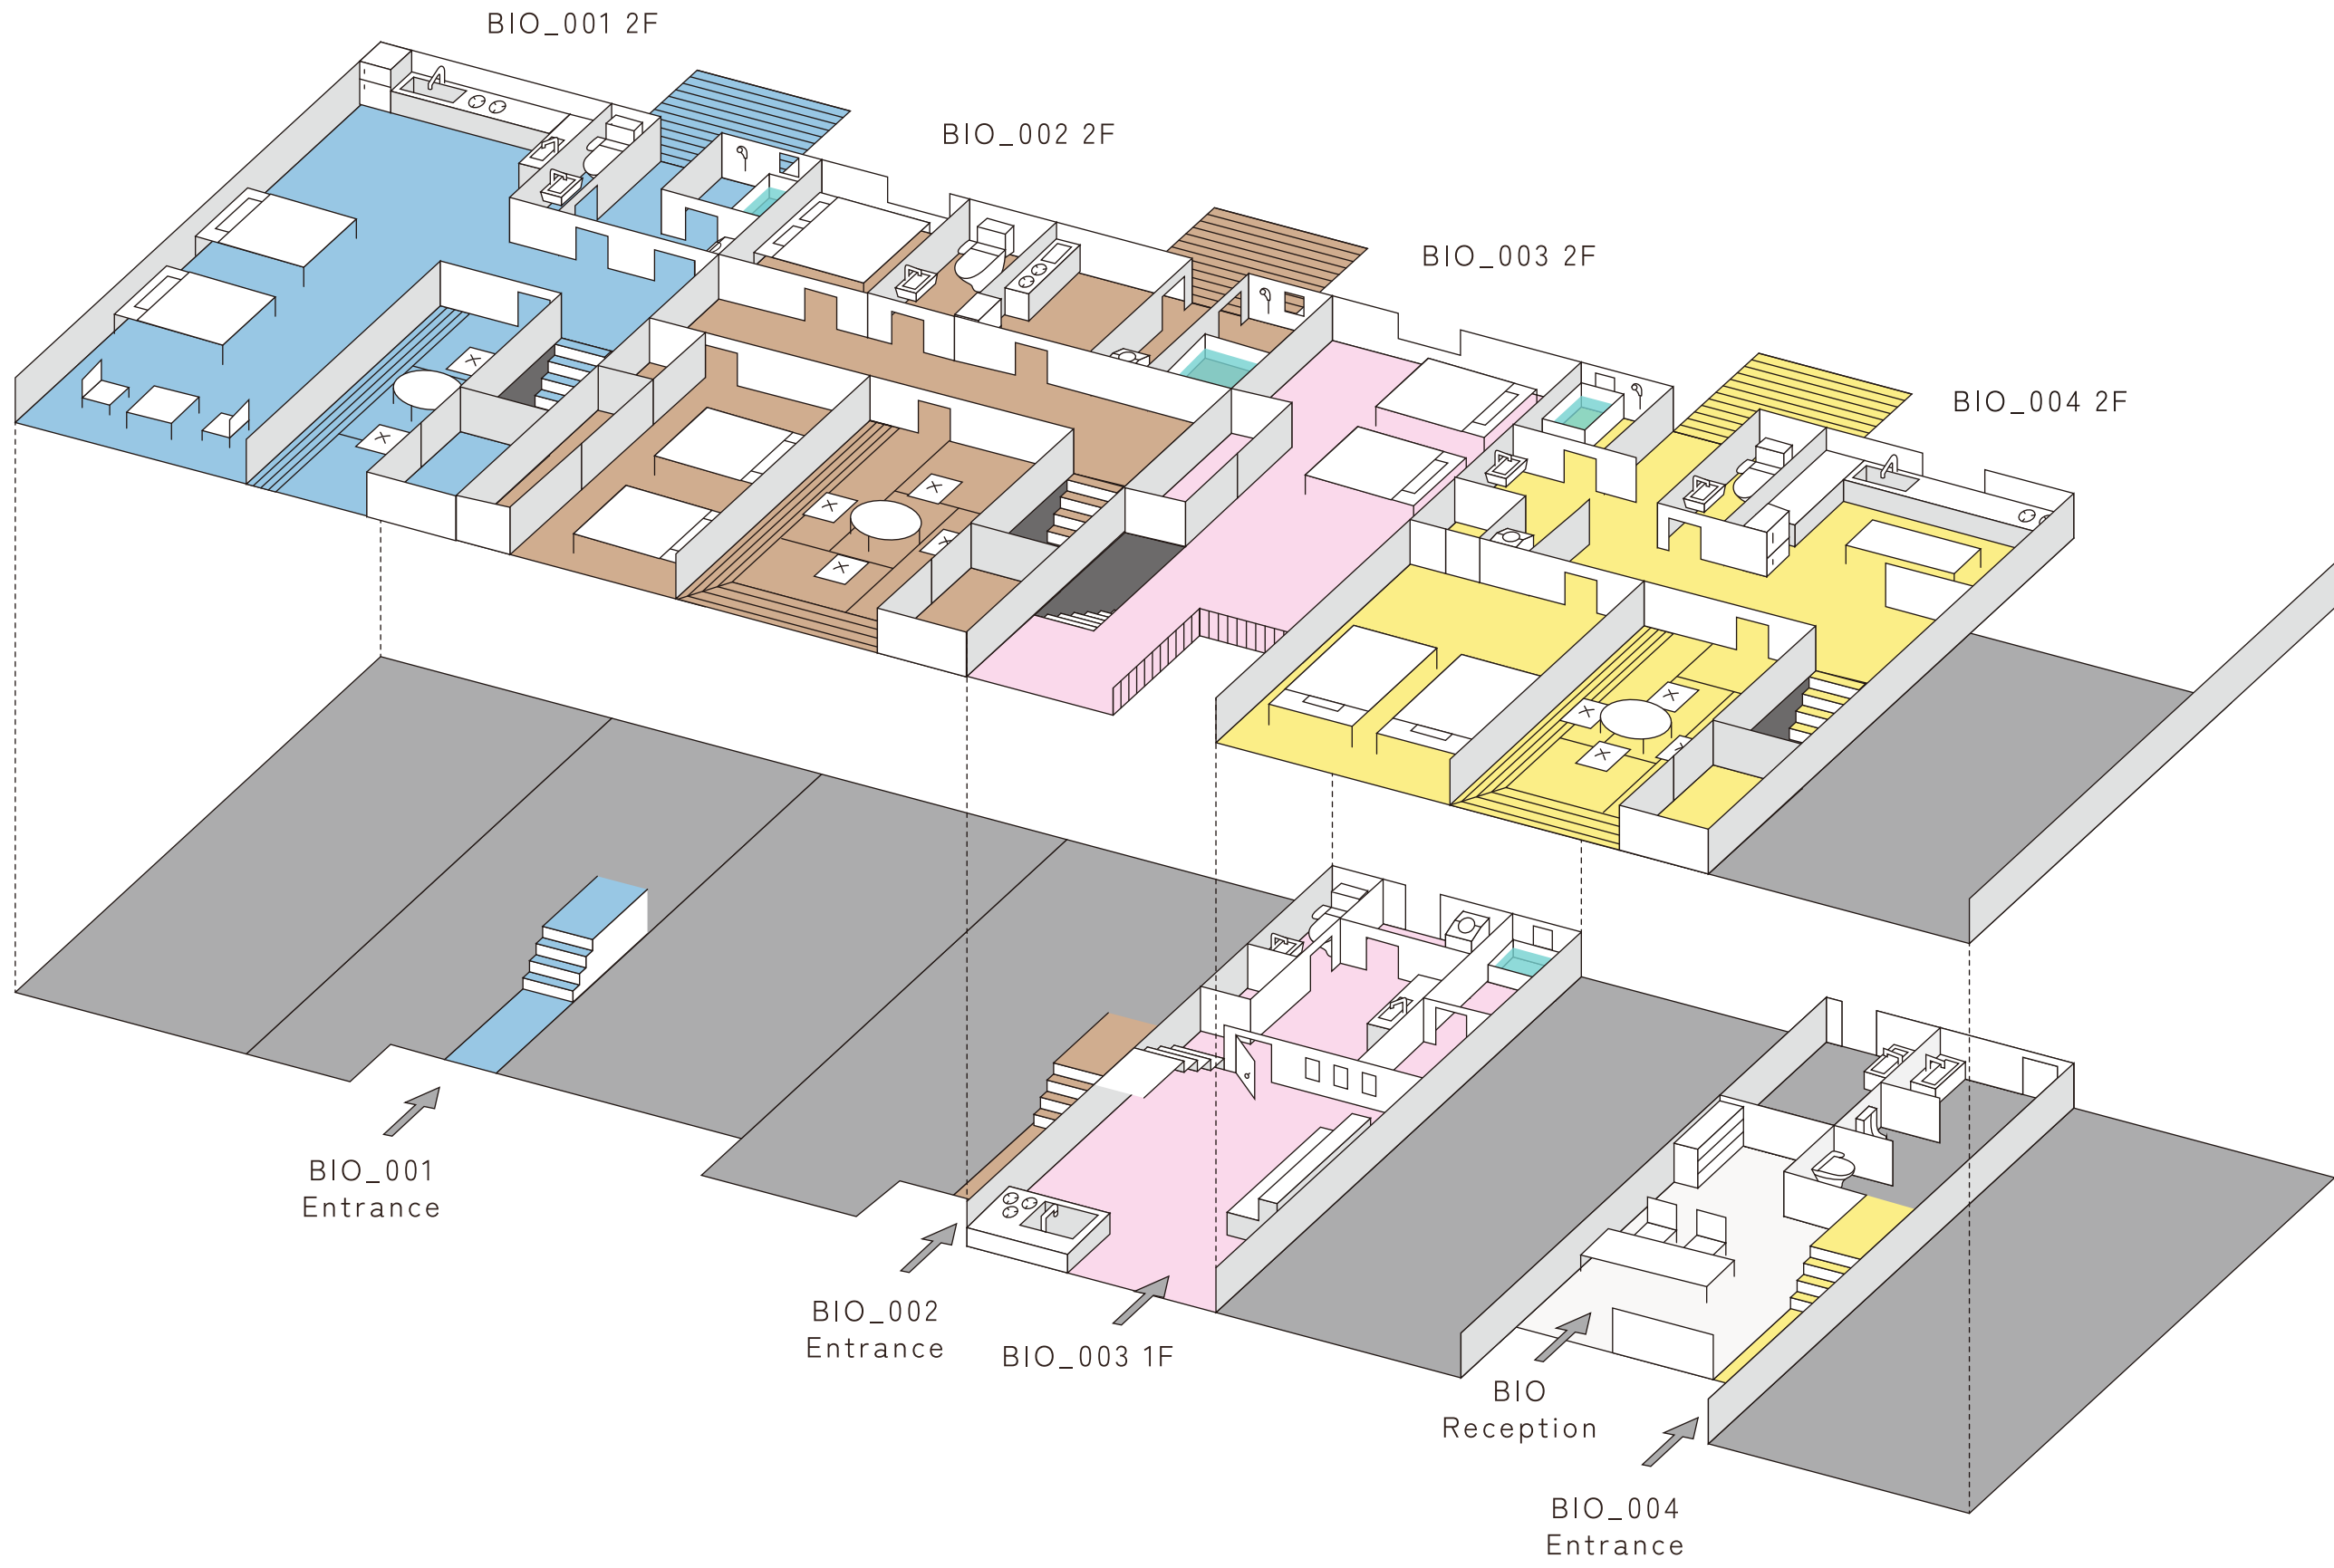 BIO_001 2F
BIO_002 2F
BIO_003 2F
BIO_004 2F
BIO_001
Entrance
BIO_002
Entrance
BIO_003 1F
BIO
Reception
BIO_004
Entrance